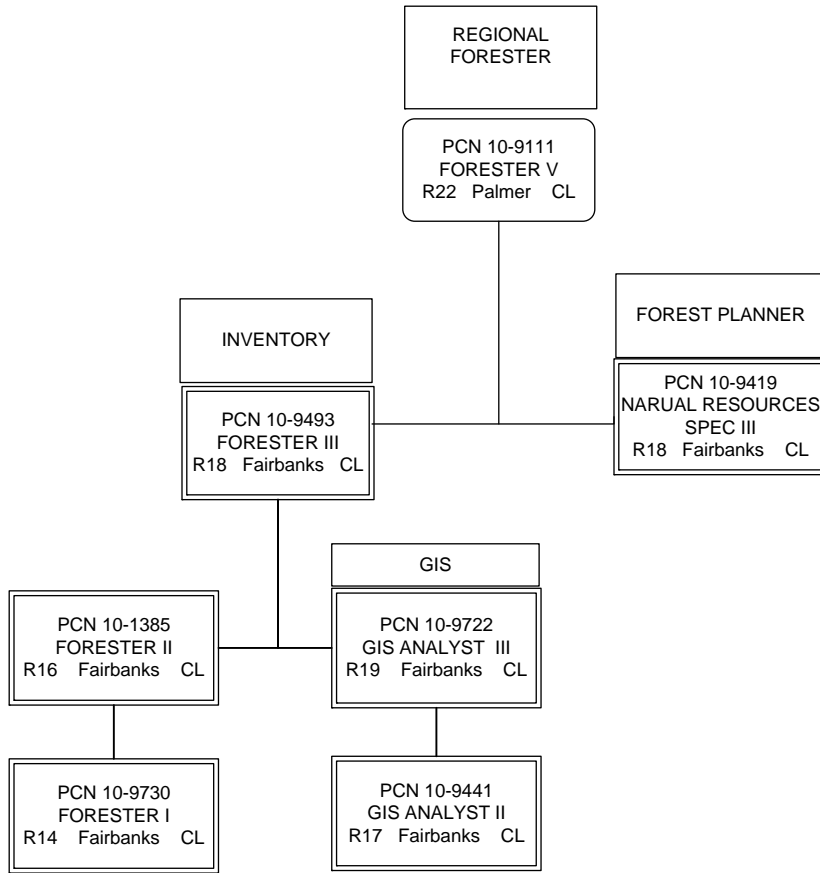 REGIONAL
FORESTER
PCN 10-9111
FORESTER V
R22 Palmer CL
INVENTORY
PCN 10-9493
FORESTER III
R18 Fairbanks CL
FOREST PLANNER
PCN 10-9419
NARUAL RESOURCES
SPEC III
R18 Fairbanks CL
PCN 10-1385
FORESTER II
R16 Fairbanks CL
GIS
PCN 10-9722
GIS ANALYST III
R19 Fairbanks CL
PCN 10-9730
FORESTER I
R14 Fairbanks CL
PCN 10-9441
GIS ANALYST II
R17 Fairbanks CL